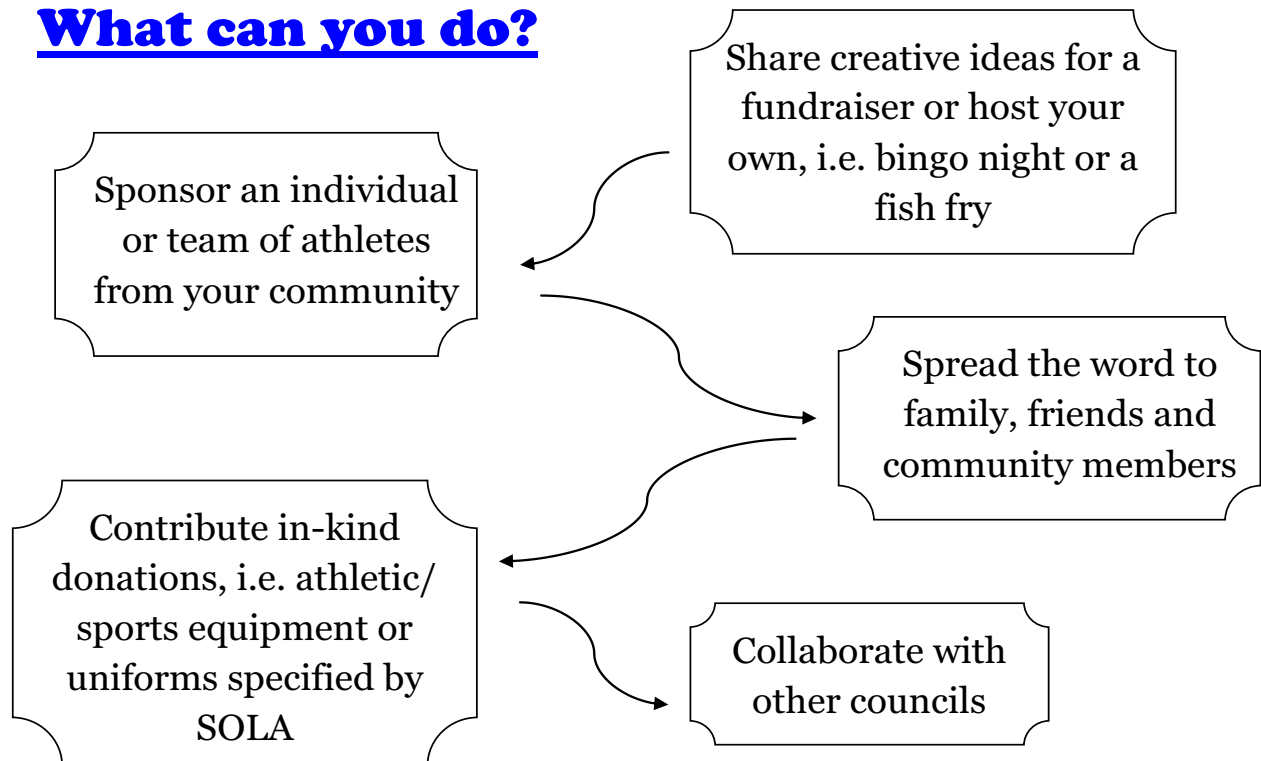 What can you do?
Share creative ideas for a
fundraiser or host your
own, i.e. bingo night or a
fish fry
Sponsor an individual
or team of athletes
from your community
Spread the word to
family, friends and
community members
Contribute in-kind
donations, i.e. athletic/
sports equipment or
uniforms specified by
SOLA
Collaborate with
other councils